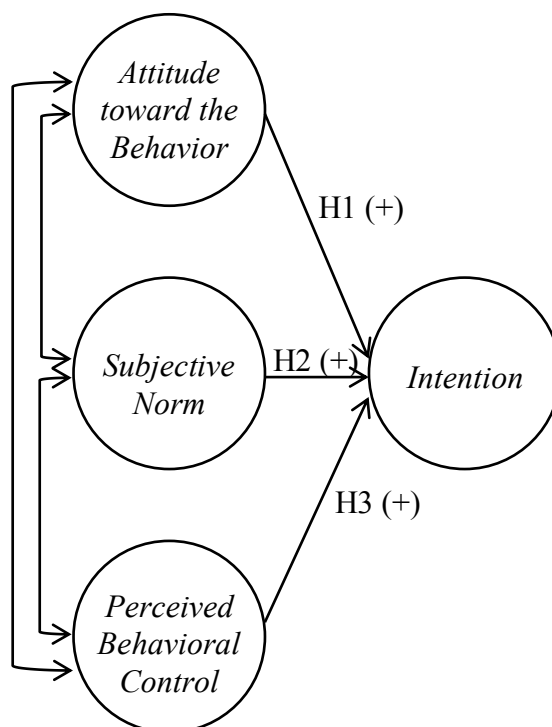 Attitude
toward the
Behavior
H1 (+)
Subjective
Norm
H2 (+)
Intention
H3 (+)
Perceived
Behavioral
Control